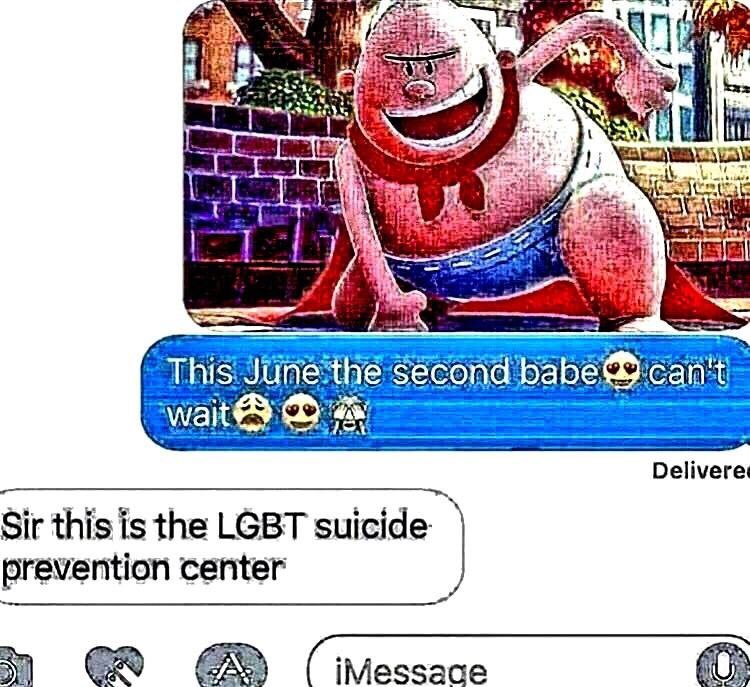 This June the second babe😍 can't
wait😩 😍 🙈
Delivered
Sir this is the LGBT suicide
prevention center
iMessage